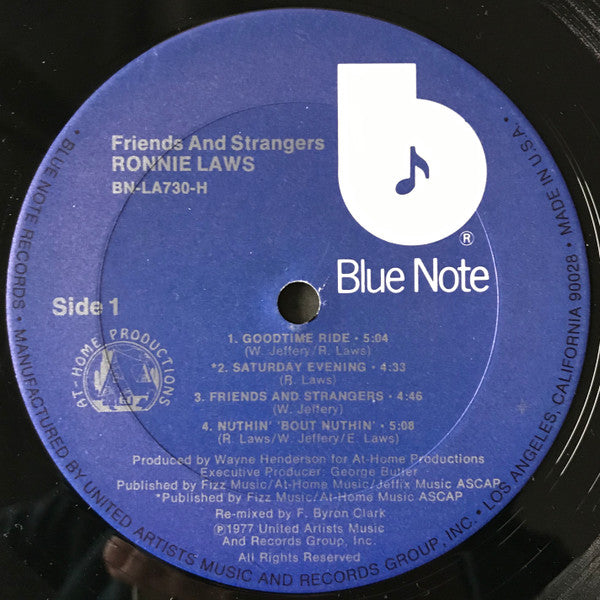 Friends And Strangers
RONNIE LAWS
BN-LA730-H
b
®
Blue Note
Side 1
AT-HOME PRODUCTIONS
1. GOODTIME RIDE • 5:04
(W. Jeffery/R. Laws)
*2. SATURDAY EVENING • 4:33
(R. Laws)
3. FRIENDS AND STRANGERS • 4:46
(W. Jeffery)
4. NUTHIN' 'BOUT NUTHIN' • 5:08
(R. Laws/W. Jeffery/E. Laws)
Produced by Wayne Henderson for At-Home Productions
Executive Producer: George Butler
Published by Fizz Music/At-Home Music/Jeffix Music ASCAP
*Published by Fizz Music/At-Home Music ASCAP
Re-mixed by F. Byron Clark
℗1977 United Artists Music
And Records Group, Inc.
All Rights Reserved
• BLUE NOTE RECORDS • MANUFACTURED BY UNITED ARTISTS MUSIC AND RECORDS GROUP, INC. • LOS ANGELES, CALIFORNIA 90028 • MADE IN U.S.A. •